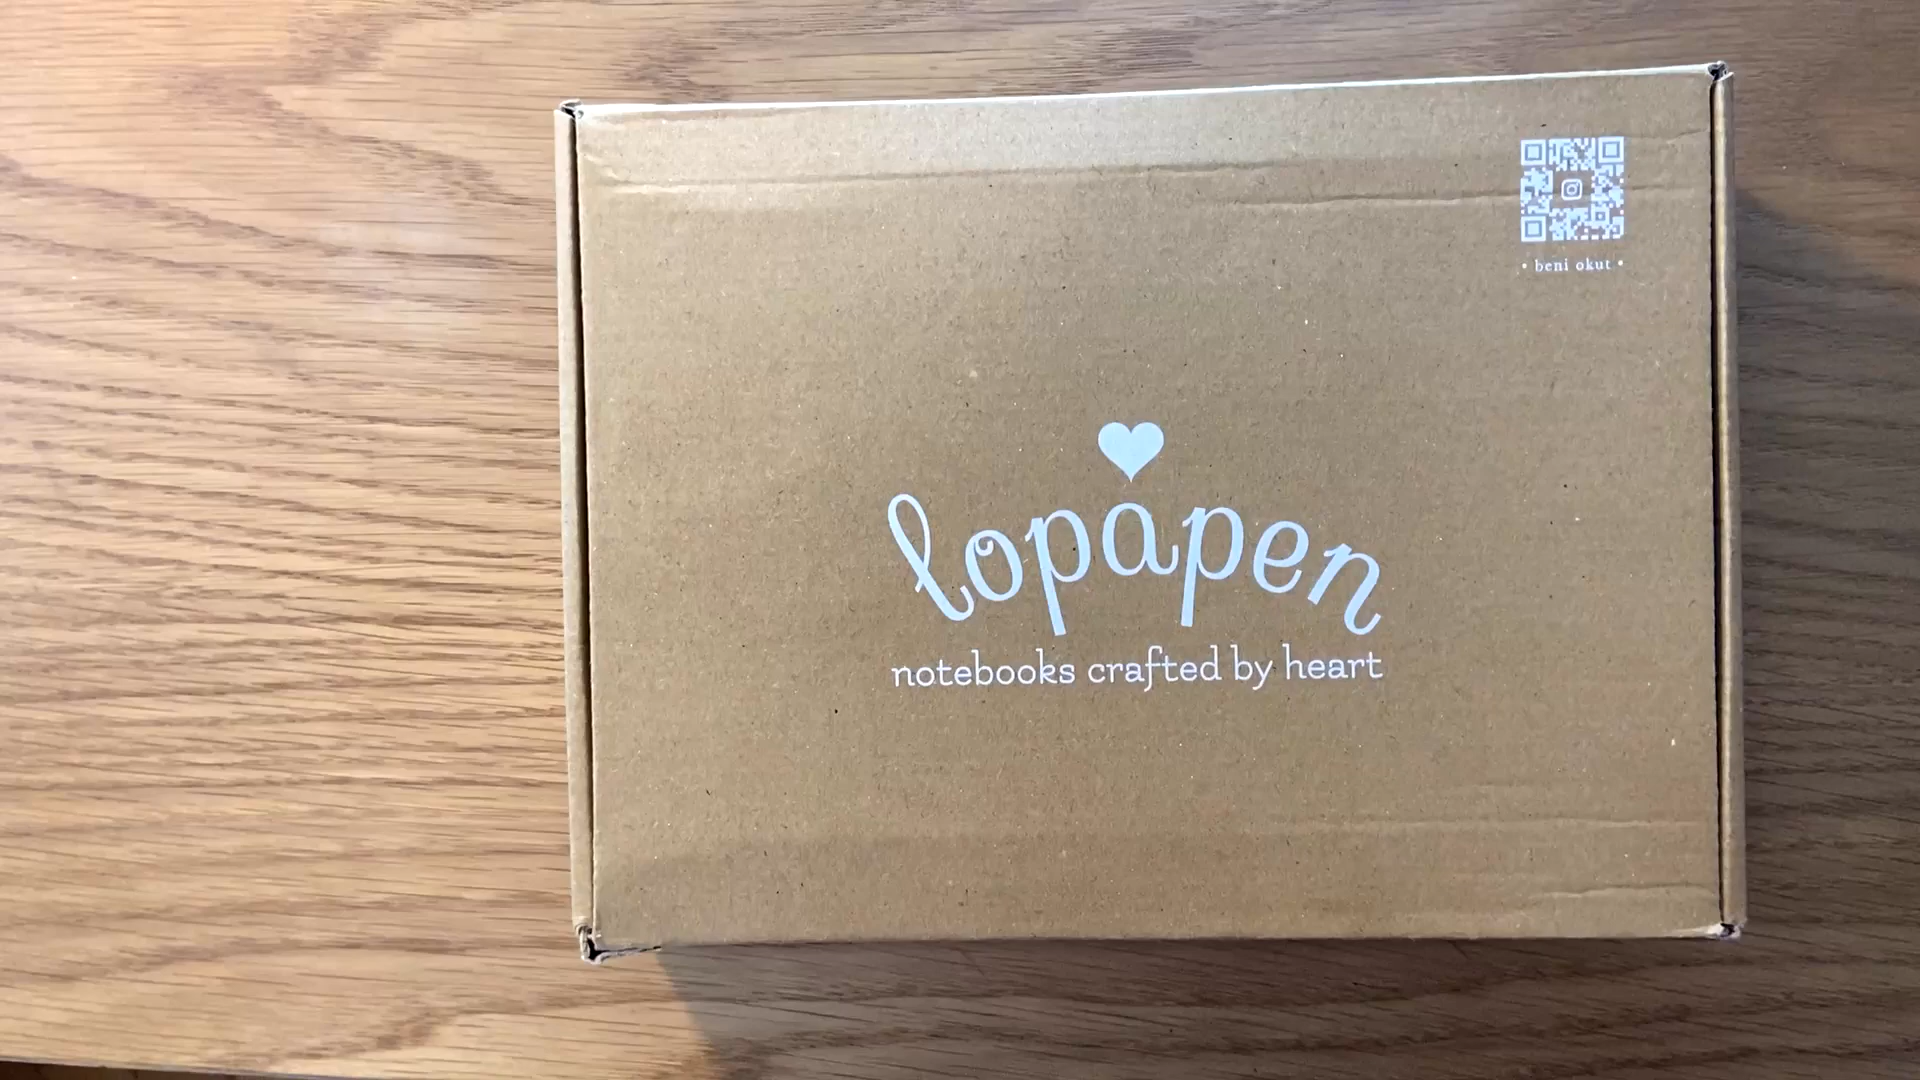 • beni okut •
lopapen
notebooks crafted by heart